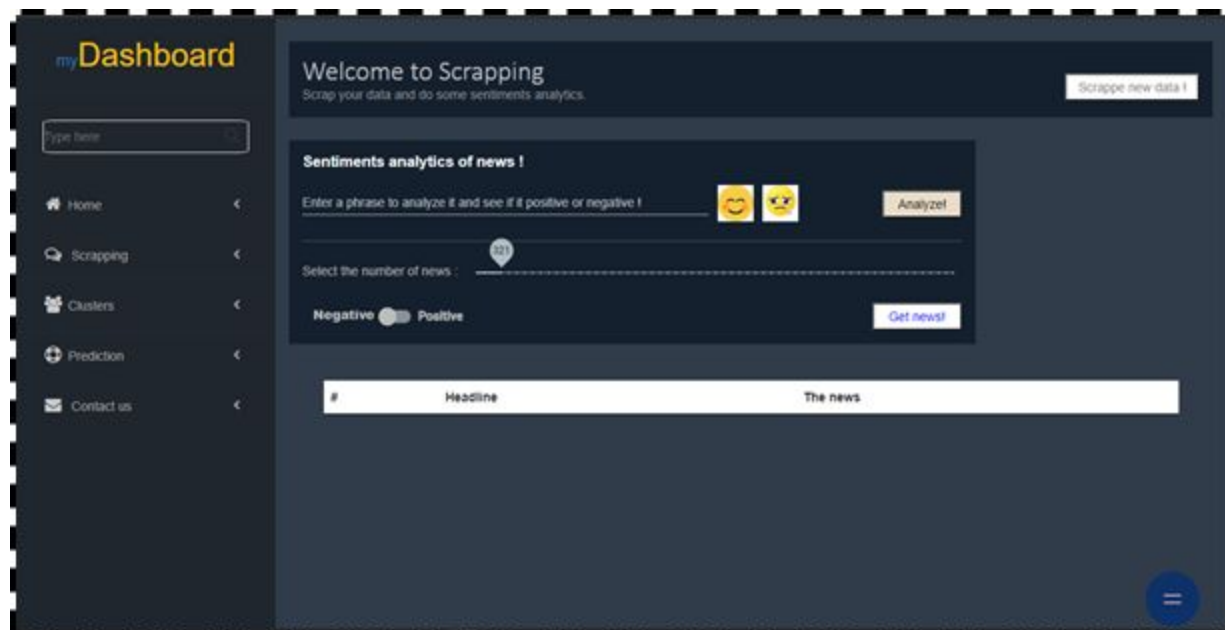 myDashboard
Type here
Home
Scrapping
Clusters
Prediction
Contact us
Welcome to Scrapping
Scrap your data and do some sentiments analytics.
Scrappe new data !
Sentiments analytics of news !
Enter a phrase to analyze it and see if it positive or negative !
Analyze!
321
Select the number of news :
Negative Positive
Get news!
# Headline The news